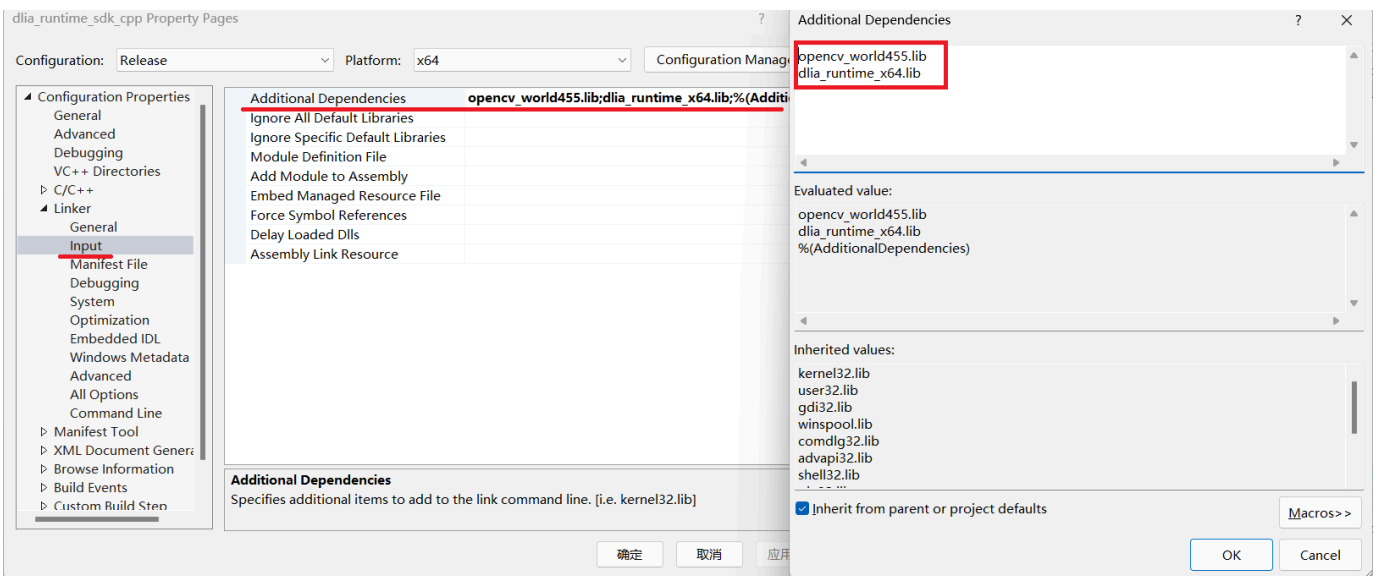 dlia_runtime_sdk_cpp Property Pages
?
Configuration: Release
Platform: x64
Configuration Manag
Configuration Properties
General
Advanced
Debugging
VC++ Directories
C/C++
Linker
General
Input
Manifest File
Debugging
System
Optimization
Embedded IDL
Windows Metadata
Advanced
All Options
Command Line
Manifest Tool
XML Document Genera
Browse Information
Build Events
Custom Build Step
Additional Dependencies opencv_world455.lib;dlia_runtime_x64.lib;%(Additi
Ignore All Default Libraries
Ignore Specific Default Libraries
Module Definition File
Add Module to Assembly
Embed Managed Resource File
Force Symbol References
Delay Loaded Dlls
Assembly Link Resource
Additional Dependencies
Specifies additional items to add to the link command line. [i.e. kernel32.lib]
确定
取消
应用
Additional Dependencies
?
opencv_world455.lib
dlia_runtime_x64.lib
Evaluated value:
opencv_world455.lib
dlia_runtime_x64.lib
%(AdditionalDependencies)
Inherited values:
kernel32.lib
user32.lib
gdi32.lib
winspool.lib
comdlg32.lib
advapi32.lib
shell32.lib
Inherit from parent or project defaults
Macros>>
OK
Cancel